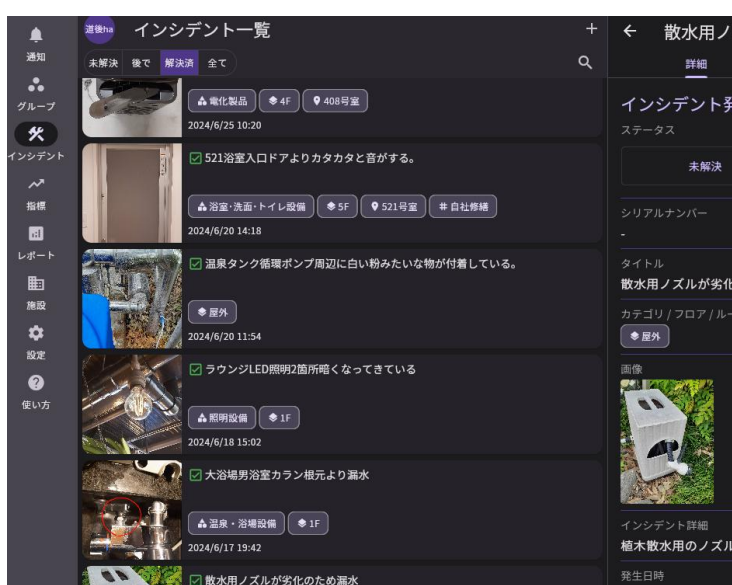 通知
グループ
インシデント
指標
レポート
施設
設定
使い方
道後ha
インシデント一覧
未解決 後で 解決済 全て
電化製品 4F 408号室
2024/6/25 10:20
521浴室入口ドアよりカタカタと音がする。
浴室・洗面・トイレ設備 5F 521号室 # 自社修繕
2024/6/20 14:18
温泉タンク循環ポンプ周辺に白い粉みたいな物が付着している。
屋外
2024/6/20 11:54
ラウンジLED照明2箇所暗くなってきている
照明設備 1F
2024/6/18 15:02
大浴場男浴室カラン根元より漏水
温泉・浴場設備 1F
2024/6/17 19:42
散水用ノズルが劣化のため漏水
散水用ノ
詳細
インシデント発
ステータス
未解決
シリアルナンバー
-
タイトル
散水用ノズルが劣化
カテゴリ / フロア / ルー
屋外
画像
インシデント詳細
植木散水用のノズル
発生日時